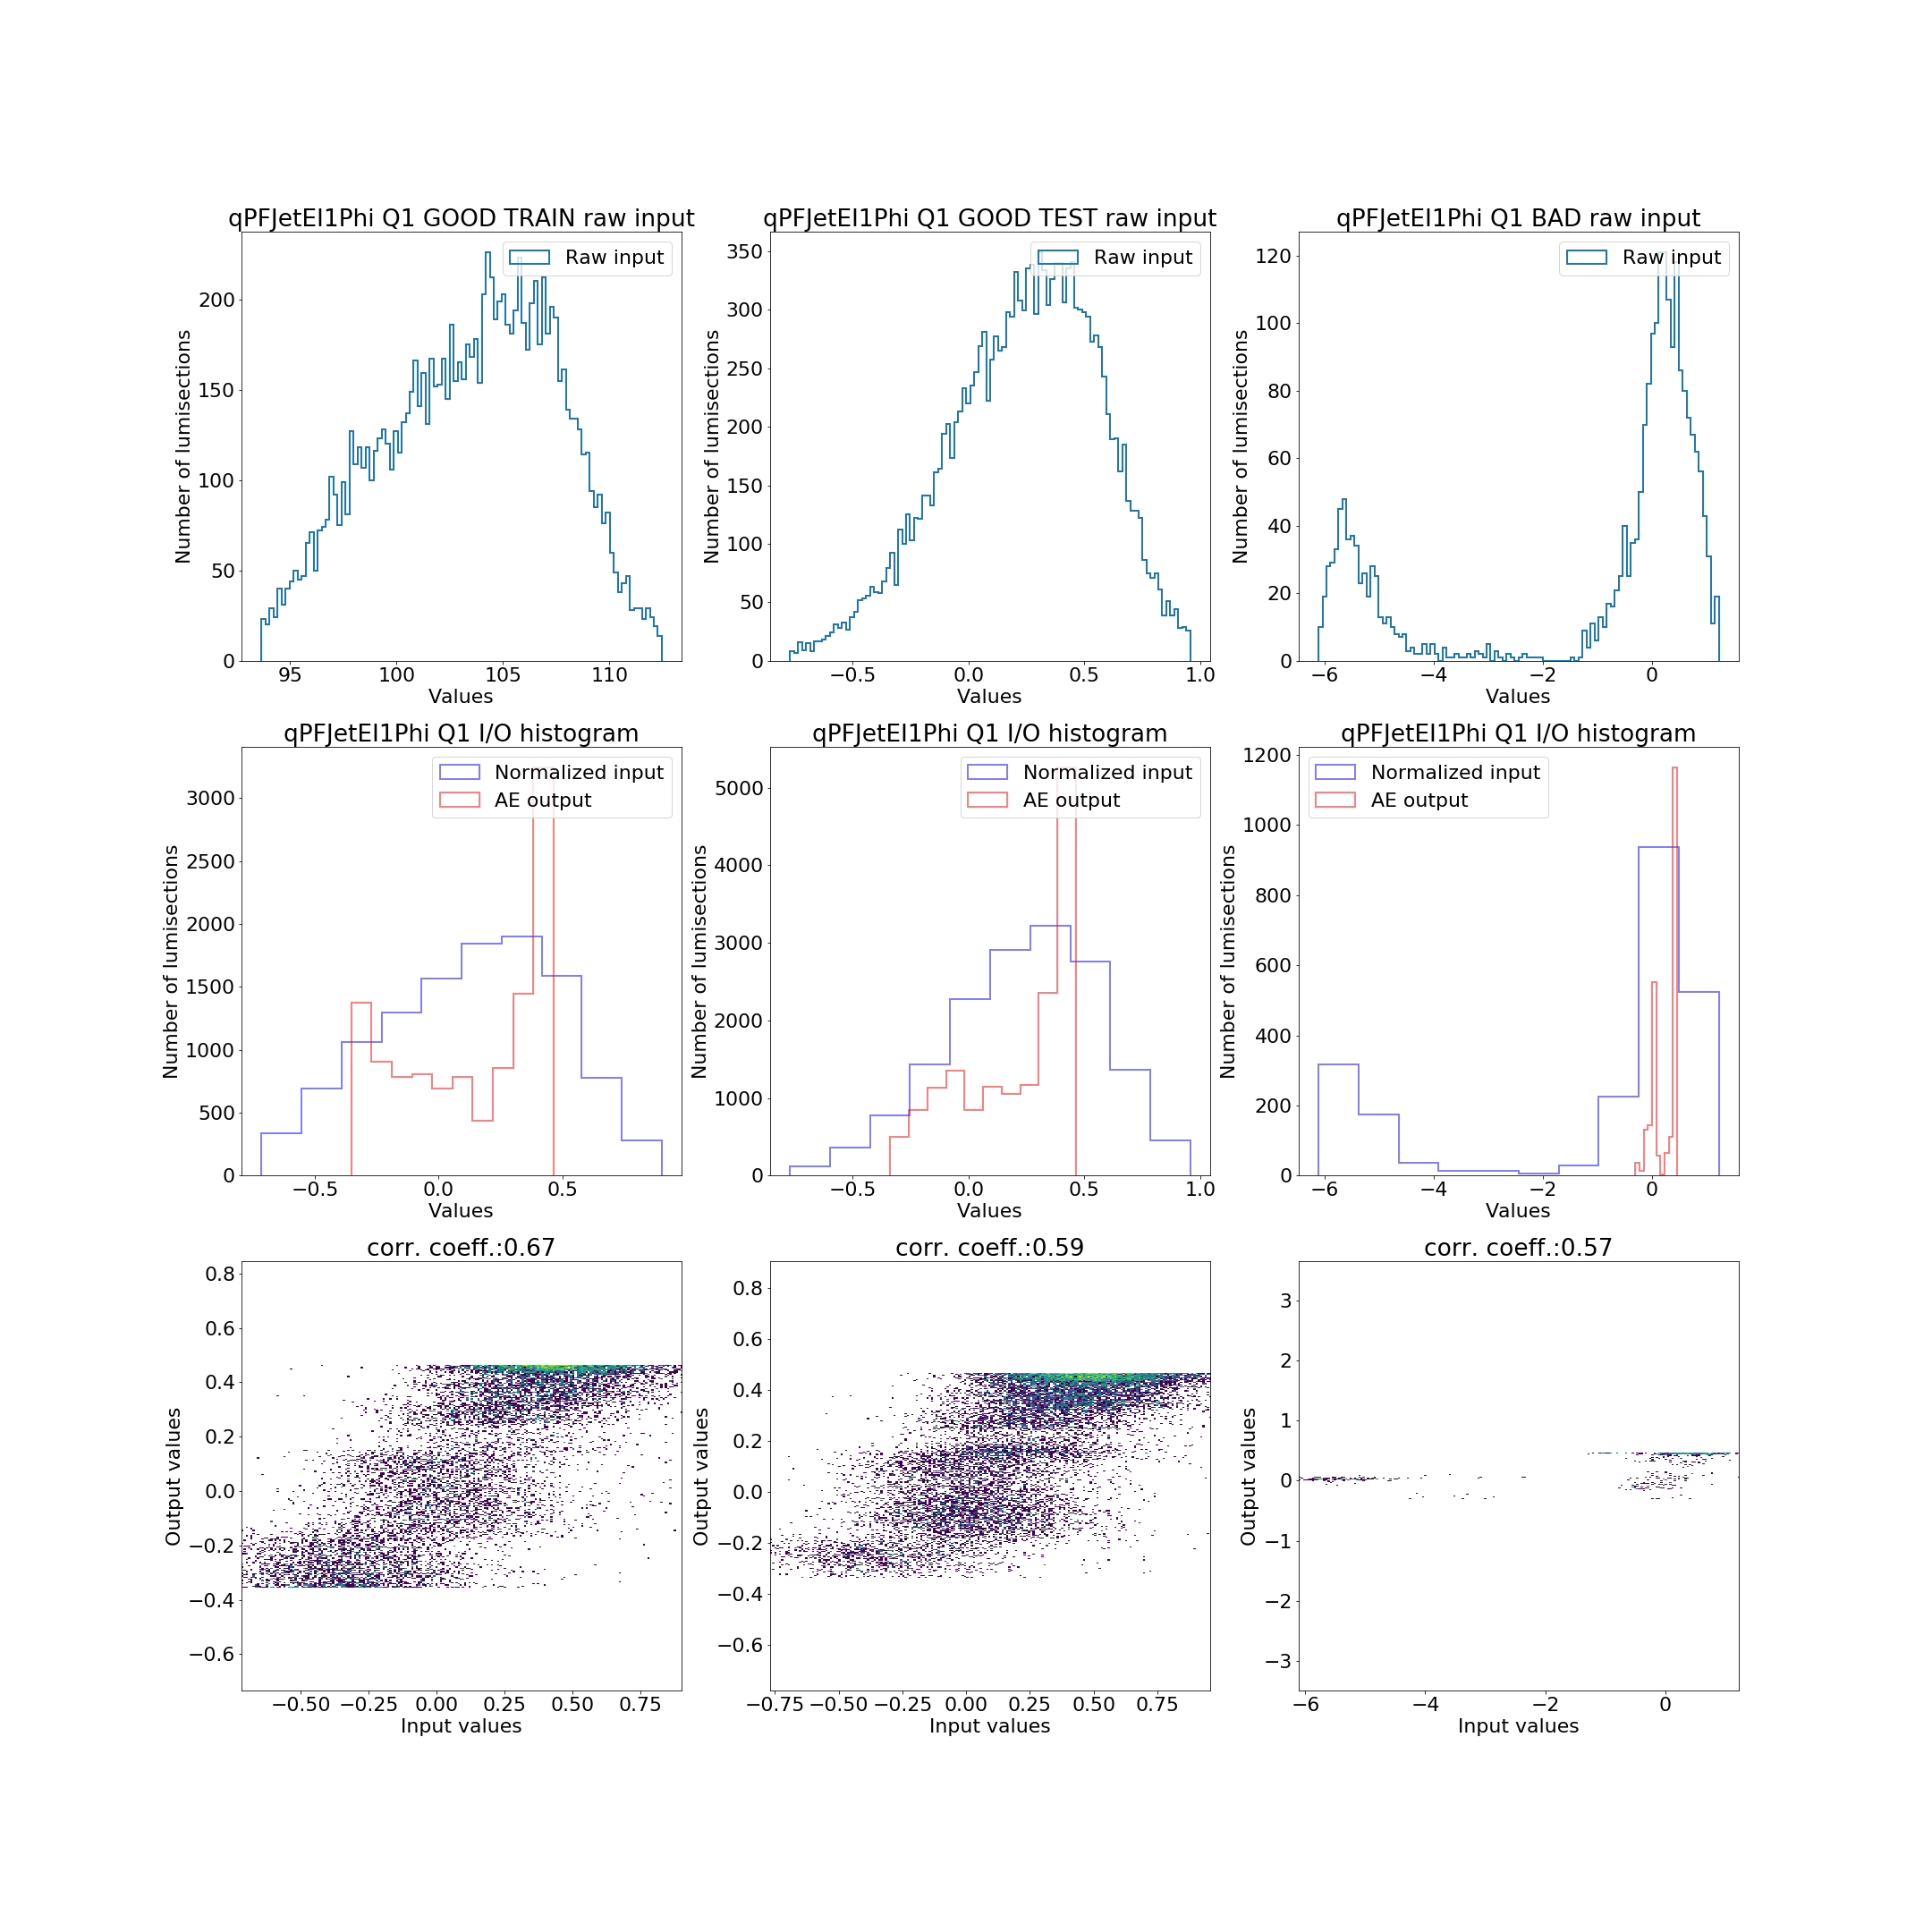 qPFJetEI1Phi Q1 GOOD TRAIN raw input
Raw input
Number of lumisections
200
150
100
50
0
95 100 105 110
Values
qPFJetEI1Phi Q1 GOOD TEST raw input
Raw input
Number of lumisections
350
300
250
200
150
100
50
0
−0.5 0.0 0.5 1.0
Values
qPFJetEI1Phi Q1 BAD raw input
Raw input
Number of lumisections
120
100
80
60
40
20
0
−6 −4 −2 0
Values
qPFJetEI1Phi Q1 I/O histogram
Normalized input
AE output
Number of lumisections
3000
2500
2000
1500
1000
500
0
−0.5 0.0 0.5
Values
qPFJetEI1Phi Q1 I/O histogram
Normalized input
AE output
Number of lumisections
5000
4000
3000
2000
1000
0
−0.5 0.0 0.5 1.0
Values
qPFJetEI1Phi Q1 I/O histogram
Normalized input
AE output
Number of lumisections
1200
1000
800
600
400
200
0
−6 −4 −2 0
Values
corr. coeff.:0.67
Output values
0.8
0.6
0.4
0.2
0.0
−0.2
−0.4
−0.6
−0.50 −0.25 0.00 0.25 0.50 0.75
Input values
corr. coeff.:0.59
Output values
0.8
0.6
0.4
0.2
0.0
−0.2
−0.4
−0.6
−0.75 −0.50 −0.25 0.00 0.25 0.50 0.75
Input values
corr. coeff.:0.57
Output values
3
2
1
0
−1
−2
−3
−6 −4 −2 0
Input values